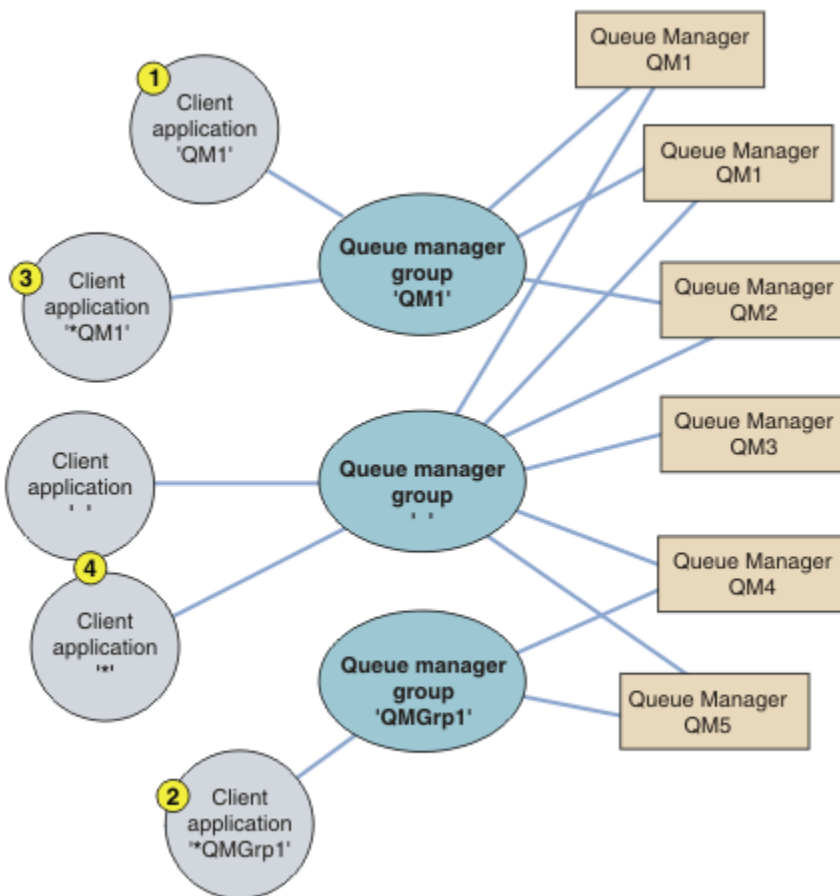 1
Client
application
'QM1'
Queue Manager
QM1
Queue Manager
QM1
3
Client
application
'*QM1'
Queue manager
group
'QM1'
Queue Manager
QM2
Client
application
' '
Queue manager
group
' '
Queue Manager
QM3
4
Client
application
'*'
Queue Manager
QM4
Queue manager
group
'QMGrp1'
Queue Manager
QM5
2
Client
application
'*QMGrp1'